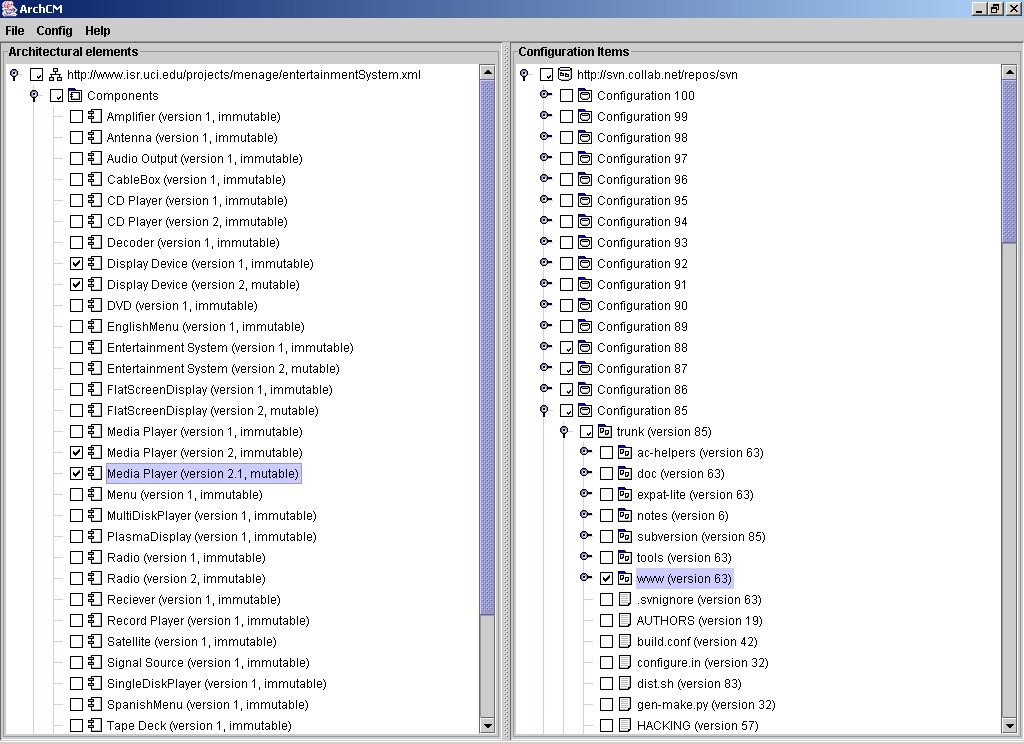 ArchCM
File Config Help
Architectural elements
http://www.isr.uci.edu/projects/menage/entertainmentSystem.xml
Components
Amplifier (version 1, immutable)
Antenna (version 1, immutable)
Audio Output (version 1, immutable)
CableBox (version 1, immutable)
CD Player (version 1, immutable)
CD Player (version 2, immutable)
Decoder (version 1, immutable)
Display Device (version 1, immutable)
Display Device (version 2, mutable)
DVD (version 1, immutable)
EnglishMenu (version 1, immutable)
Entertainment System (version 1, immutable)
Entertainment System (version 2, mutable)
FlatScreenDisplay (version 1, immutable)
FlatScreenDisplay (version 2, mutable)
Media Player (version 1, immutable)
Media Player (version 2, immutable)
Media Player (version 2.1, mutable)
Menu (version 1, immutable)
MultiDiskPlayer (version 1, immutable)
PlasmaDisplay (version 1, immutable)
Radio (version 1, immutable)
Radio (version 2, immutable)
Reciever (version 1, immutable)
Record Player (version 1, immutable)
Satellite (version 1, immutable)
Signal Source (version 1, immutable)
SingleDiskPlayer (version 1, immutable)
SpanishMenu (version 1, immutable)
Tape Deck (version 1, immutable)
Configuration Items
http://svn.collab.net/repos/svn
Configuration 100
Configuration 99
Configuration 98
Configuration 97
Configuration 96
Configuration 95
Configuration 94
Configuration 93
Configuration 92
Configuration 91
Configuration 90
Configuration 89
Configuration 88
Configuration 87
Configuration 86
Configuration 85
trunk (version 85)
ac-helpers (version 63)
doc (version 63)
expat-lite (version 63)
notes (version 6)
subversion (version 85)
tools (version 63)
www (version 63)
.svnignore (version 63)
AUTHORS (version 19)
build.conf (version 42)
configure.in (version 32)
dist.sh (version 83)
gen-make.py (version 32)
HACKING (version 57)